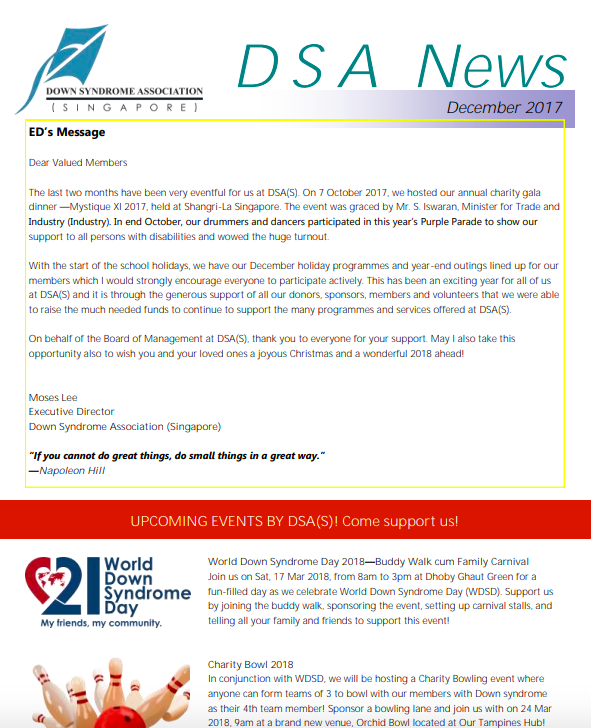 DOWN SYNDROME ASSOCIATION
( S I N G A P O R E )
DSA News
December 2017
ED's Message
Dear Valued Members
The last two months have been very eventful for us at DSA(S). On 7 October 2017, we hosted our annual charity gala
dinner —Mystique XI 2017, held at Shangri-La Singapore. The event was graced by Mr. S. Iswaran, Minister for Trade and
Industry (Industry). In end October, our drummers and dancers participated in this year's Purple Parade to show our
support to all persons with disabilities and wowed the huge turnout.
With the start of the school holidays, we have our December holiday programmes and year-end outings lined up for our
members which I would strongly encourage everyone to participate actively. This has been an exciting year for all of us
at DSA(S) and it is through the generous support of all our donors, sponsors, members and volunteers that we were able
to raise the much needed funds to continue to support the many programmes and services offered at DSA(S).
On behalf of the Board of Management at DSA(S), thank you to everyone for your support. May I also take this
opportunity also to wish you and your loved ones a joyous Christmas and a wonderful 2018 ahead!
Moses Lee
Executive Director
Down Syndrome Association (Singapore)
"If you cannot do great things, do small things in a great way."
—Napoleon Hill
UPCOMING EVENTS BY DSA(S)! Come support us!
21 World
Down
Syndrome
Day
My friends, my community.
World Down Syndrome Day 2018—Buddy Walk cum Family Carnival
Join us on Sat, 17 Mar 2018, from 8am to 3pm at Dhoby Ghaut Green for a
fun-filled day as we celebrate World Down Syndrome Day (WDSD). Support us
by joining the buddy walk, sponsoring the event, setting up carnival stalls, and
telling all your family and friends to support this event!
Charity Bowl 2018
In conjunction with WDSD, we will be hosting a Charity Bowling event where
anyone can form teams of 3 to bowl with our members with Down syndrome
as their 4th team member! Sponsor a bowling lane and join us with on 24 Mar
2018, 9am at a brand new venue, Orchid Bowl located at Our Tampines Hub!